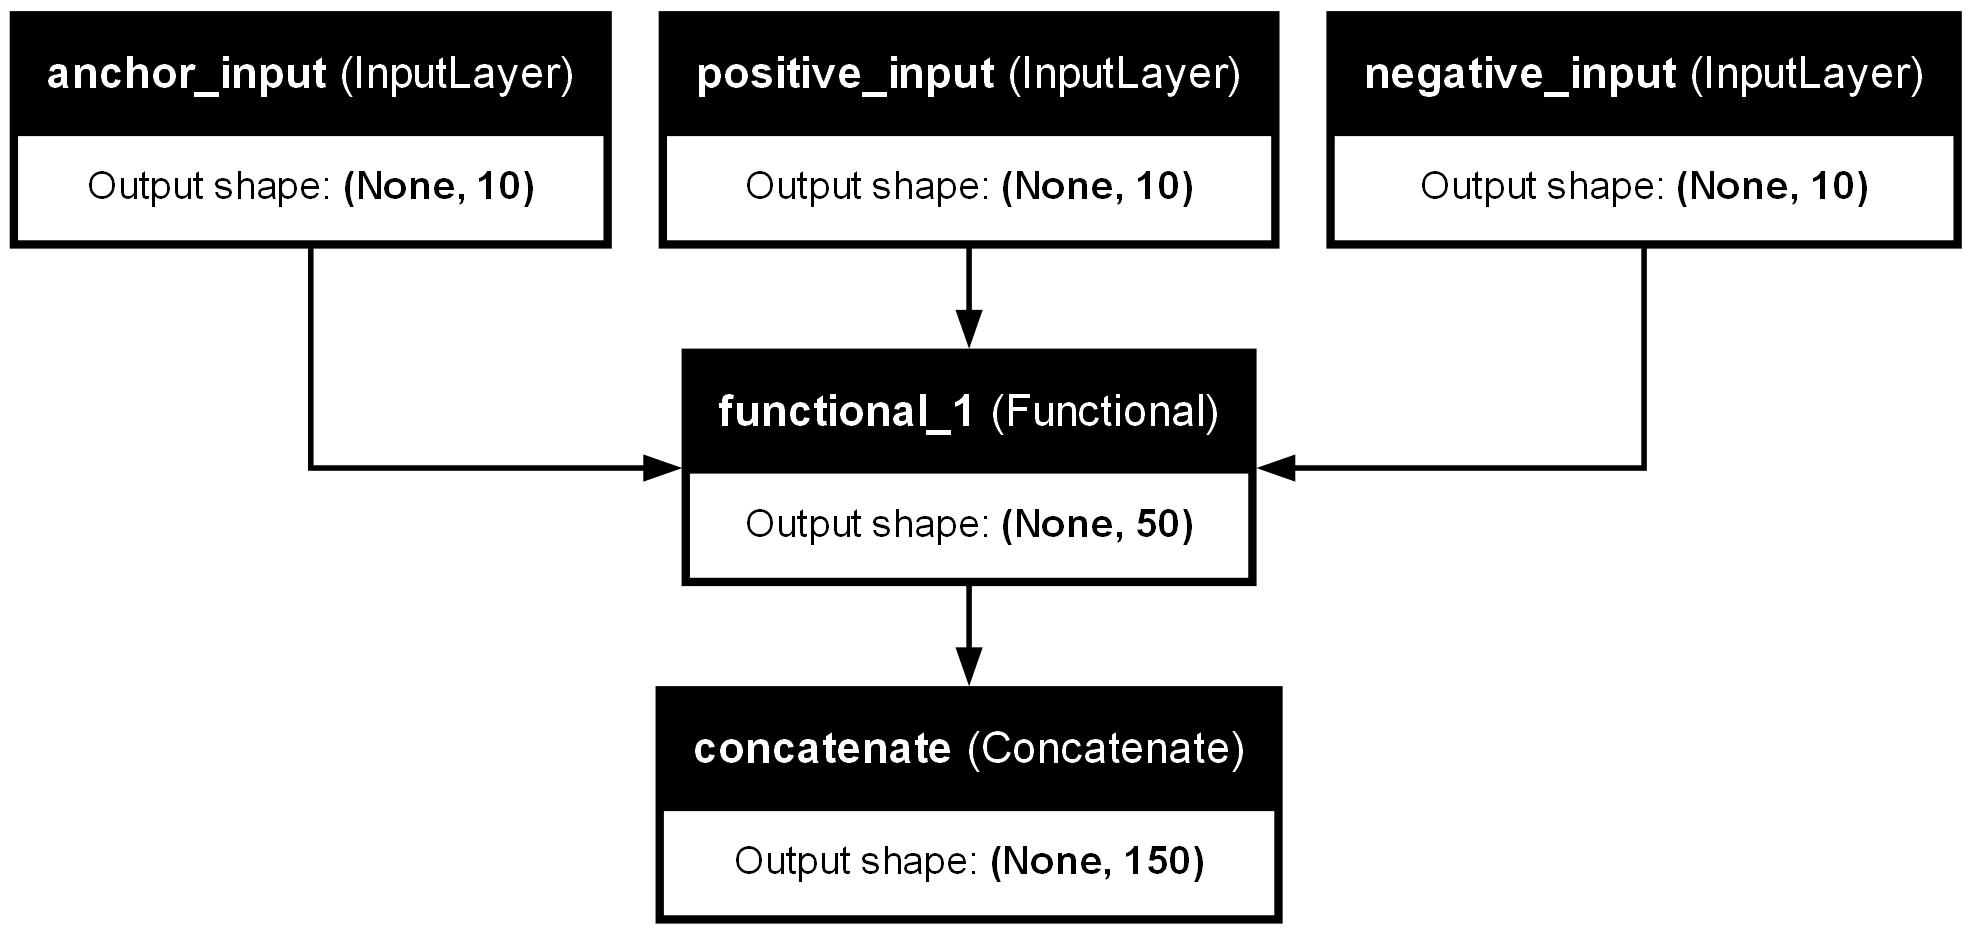 anchor_input (InputLayer)
Output shape: (None, 10)
positive_input (InputLayer)
Output shape: (None, 10)
negative_input (InputLayer)
Output shape: (None, 10)
functional_1 (Functional)
Output shape: (None, 50)
concatenate (Concatenate)
Output shape: (None, 150)